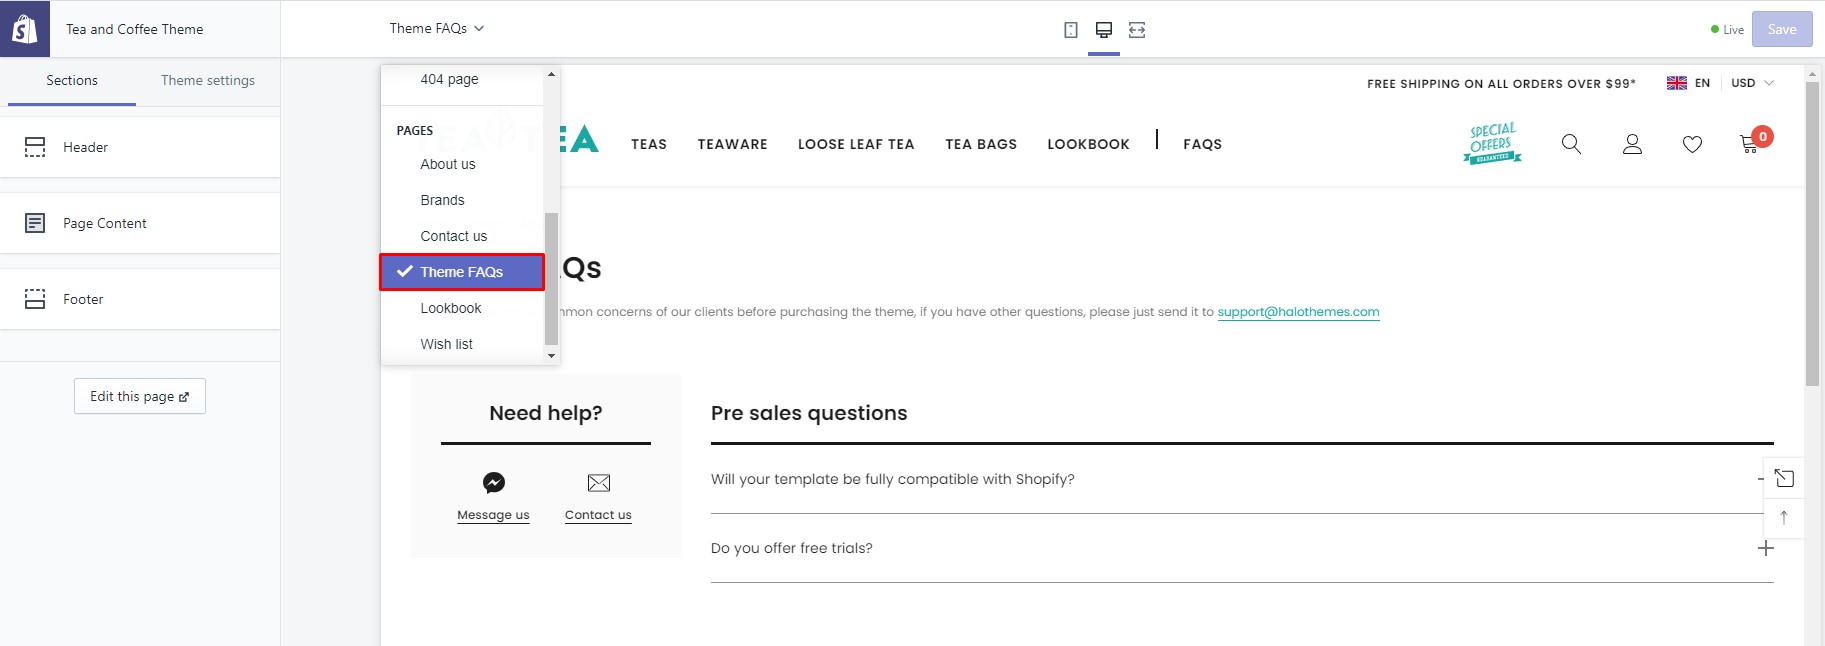 Tea and Coffee Theme
Theme FAQs
Live
Save
Sections
Theme settings
Header
Page Content
Footer
Edit this page
404 page
PAGES
About us
Brands
Contact us
Theme FAQs
Lookbook
Wish list
FREE SHIPPING ON ALL ORDERS OVER $99*
EN
USD
TEA TEA
TEAS
TEAWARE
LOOSE LEAF TEA
TEA BAGS
LOOKBOOK
FAQS
SPECIAL
OFFERS
GUARANTEED
0
Qs
mmon concerns of our clients before purchasing the theme, if you have other questions, please just send it to support@halothemes.com
Need help?
Message us
Contact us
Pre sales questions
Will your template be fully compatible with Shopify?
Do you offer free trials?